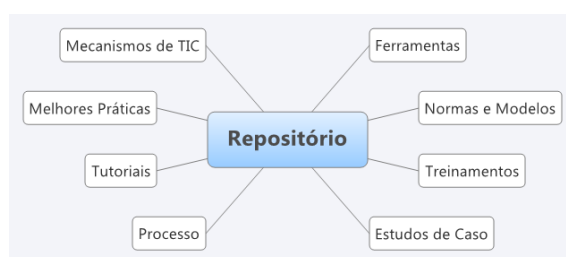 Mecanismos de TIC
Ferramentas
Melhores Práticas
Normas e Modelos
Repositório
Tutoriais
Treinamentos
Processo
Estudos de Caso